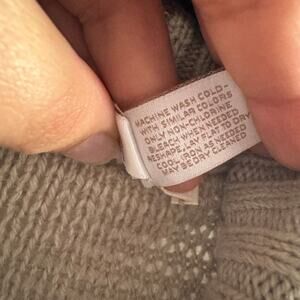 MACHINE WASH COLD-
WITH SIMILAR COLORS
ONLY NON-CHLORINE
BLEACH WHEN NEEDED
RESHAPE, LAY FLAT TO DRY
COOL IRON AS NEEDED
MAY BE DRY CLEANED